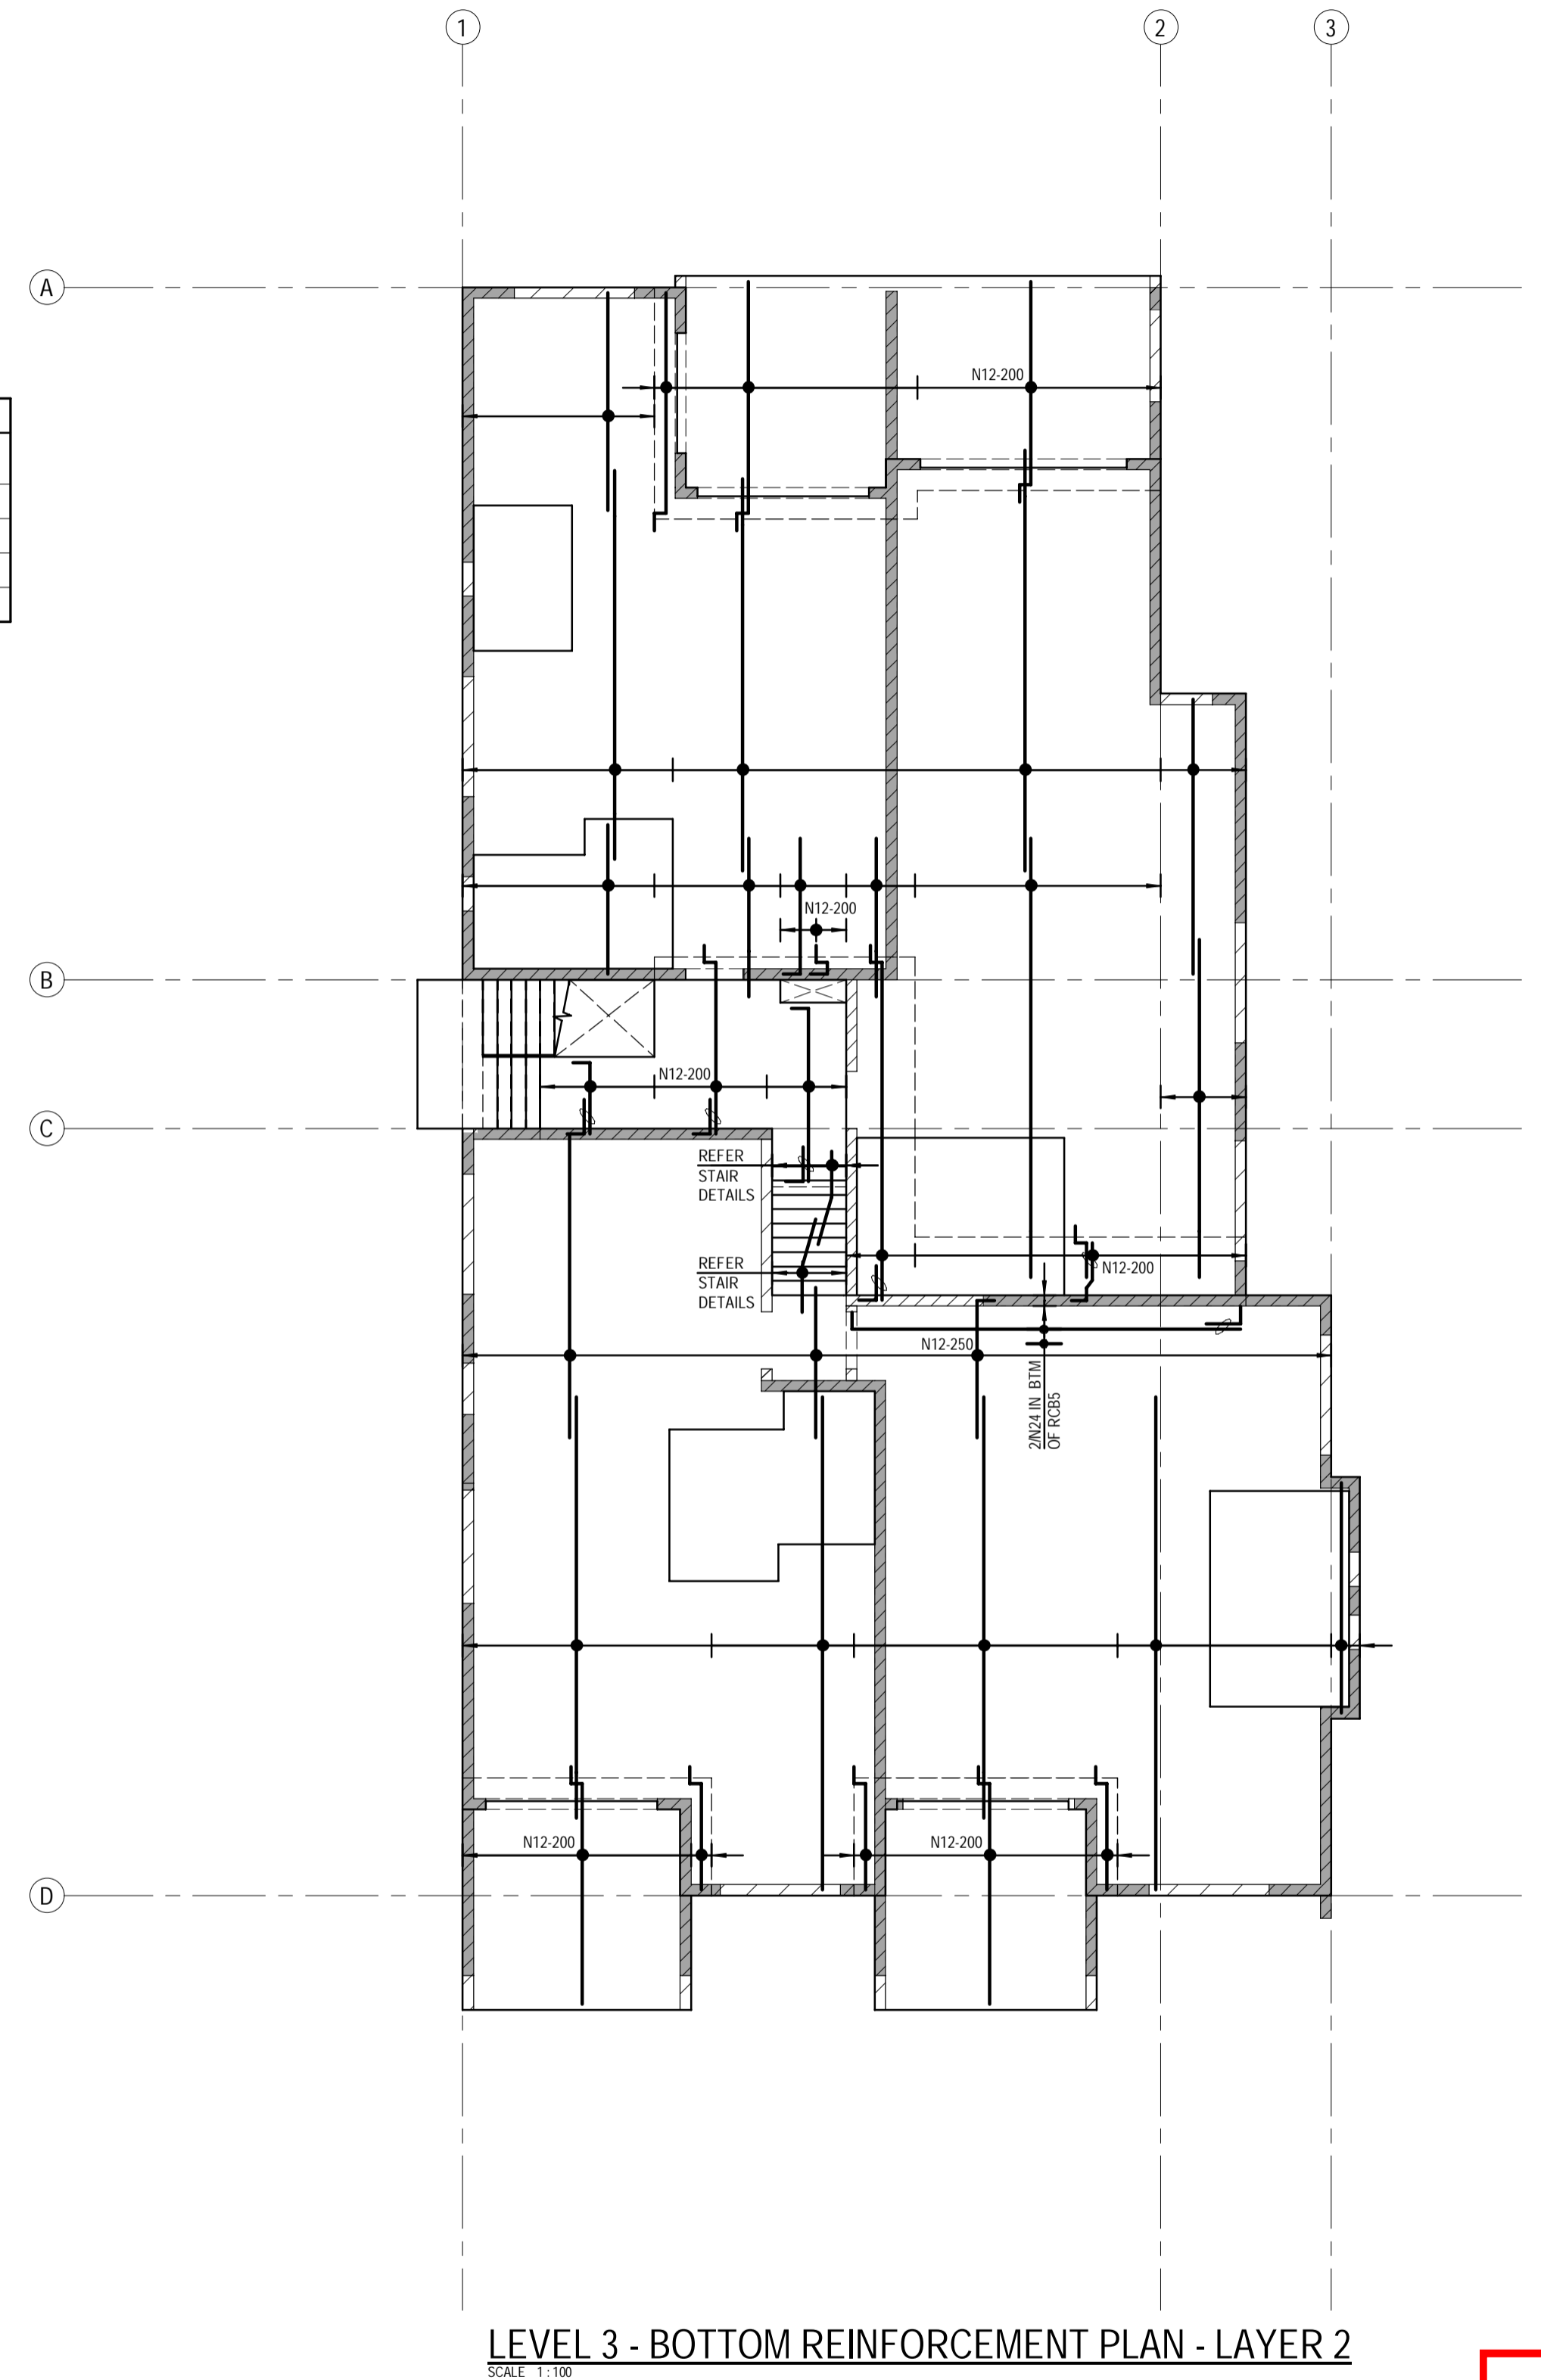 1
2
3
A
N12-200
N12-200
B
N12-200
C
REFER
STAIR
DETAILS
REFER
STAIR
DETAILS
N12-200
N12-250
2/N24 IN BTM
OF RCB5
N12-200
N12-200
D
LEVEL 3 - BOTTOM REINFORCEMENT PLAN - LAYER 2
SCALE 1 : 100